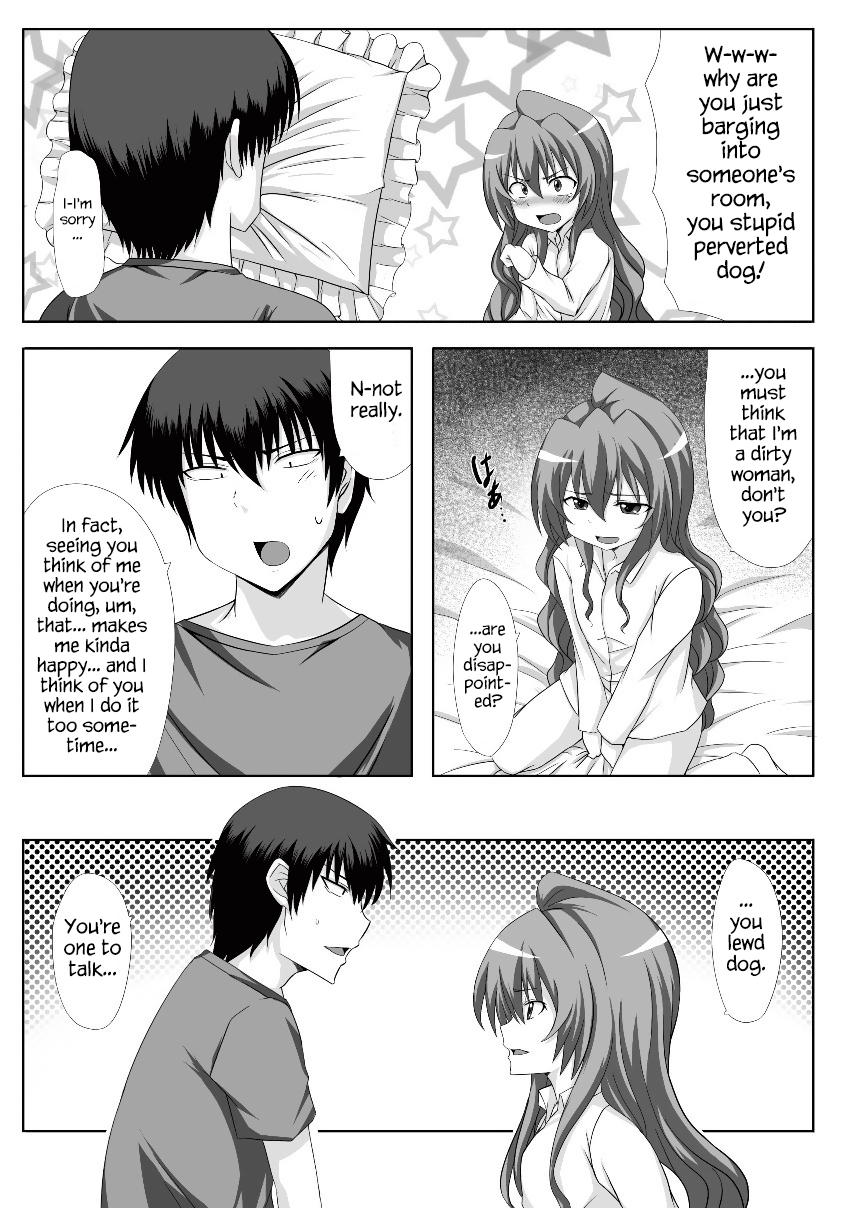 W-w-w-
why are
you just
barging
into
someone's
room,
you stupid
perverted
dog!
I-I'm
sorry
...
...you
must
think
that I'm
a dirty
woman,
don't
you?
はぁ…
...are
you
disap-
point-
ed?
N-not
really.
In fact,
seeing you
think of me
when you're
doing, um,
that... makes
me kinda
happy... and I
think of you
when I do it
too some-
time...
...
you
lewd
dog.
You're
one to
talk...